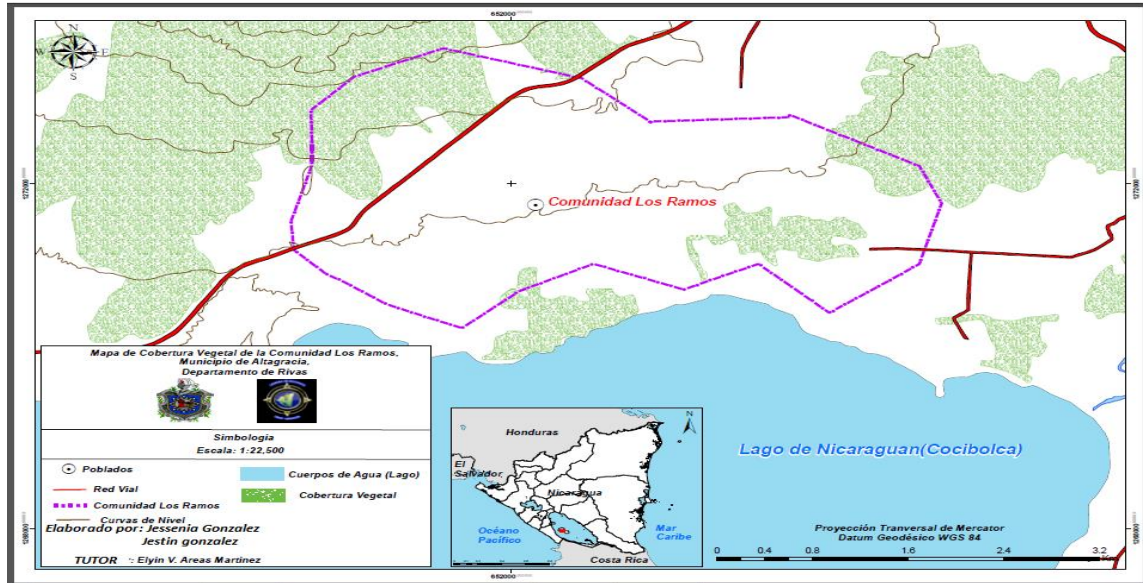 652000
N
W E
S
1272000
1272000
Comunidad Los Ramos
Mapa de Cobertura Vegetal de la Comunidad Los Ramos,
Municipio de Altagracia,
Departamento de Rivas
Simbologia
Escala: 1:22,500
Poblados
Red Vial
Comunidad Los Ramos
Curvas de Nivel
Cuerpos de Agua (Lago)
Cobertura Vegetal
Elaborado por: Jessenia Gonzalez
Jestin gonzalez
TUTOR : Elyin V. Areas Martinez
N
Honduras
El
Salvador
Nicaragua
Océano
Pacífico
Mar
Caribe
Costa Rica
Lago de Nicaraguan(Cocibolca)
Proyección Tranversal de Mercator
Datum Geodésico WGS 84
0 0.4 0.8 1.6 2.4 3.2
Km
652000